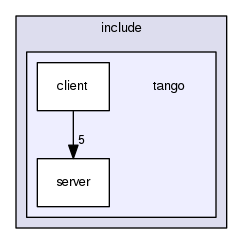 include
client
tango
5
server